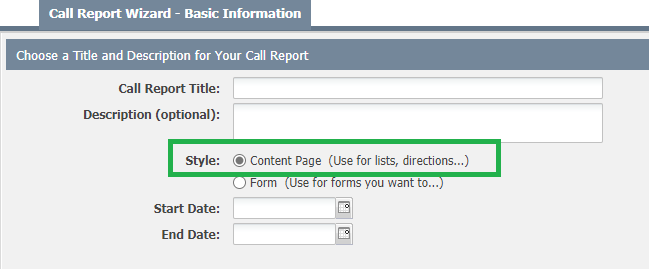 Call Report Wizard - Basic Information
Choose a Title and Description for Your Call Report
Call Report Title:
Description (optional):
Style: Content Page (Use for lists, directions...)
Form (Use for forms you want to...)
Start Date:
End Date: